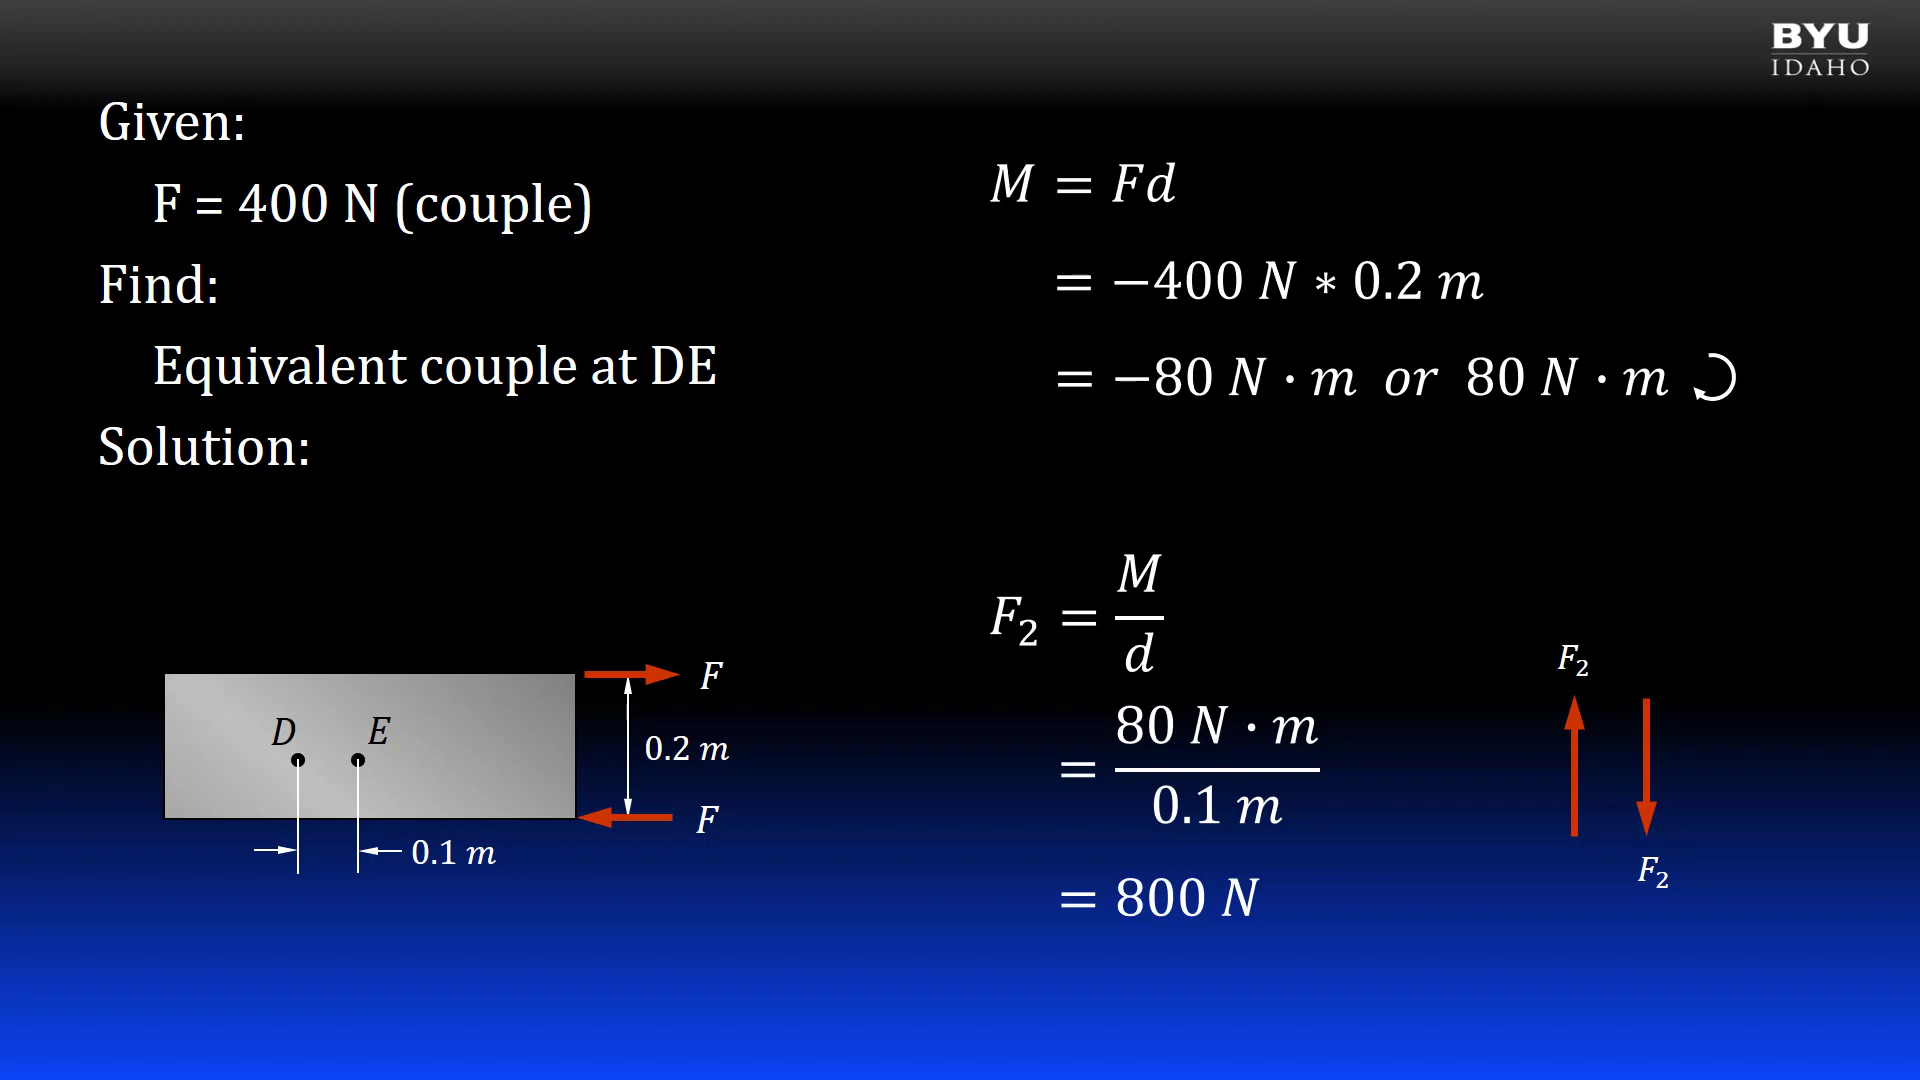 BYU
IDAHO
Given:
F = 400 N (couple)
Find:
Equivalent couple at DE
Solution:
M = Fd
= −400 N ∗ 0.2 m
= −80 N · m or 80 N · m
F₂ = M/d
= 80 N · m / 0.1 m
= 800 N
F
D E
0.2 m
F
0.1 m
F₂
F₂